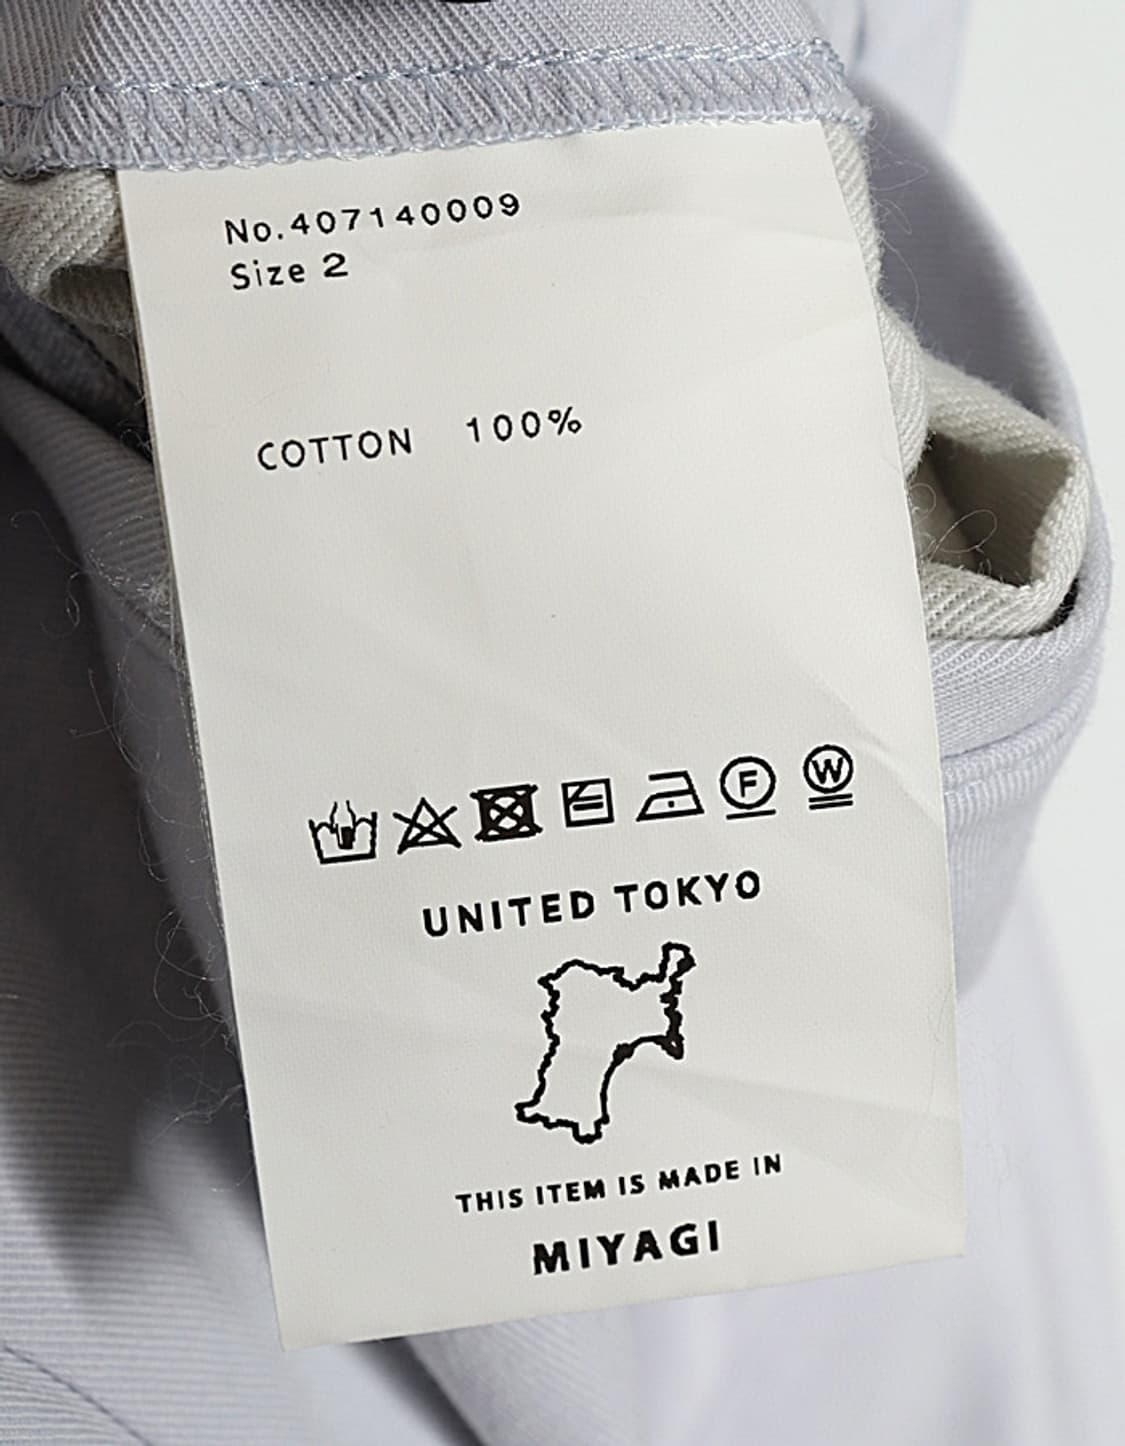 No.407140009
Size 2
COTTON 100%
F W
UNITED TOKYO
THIS ITEM IS MADE IN
MIYAGI